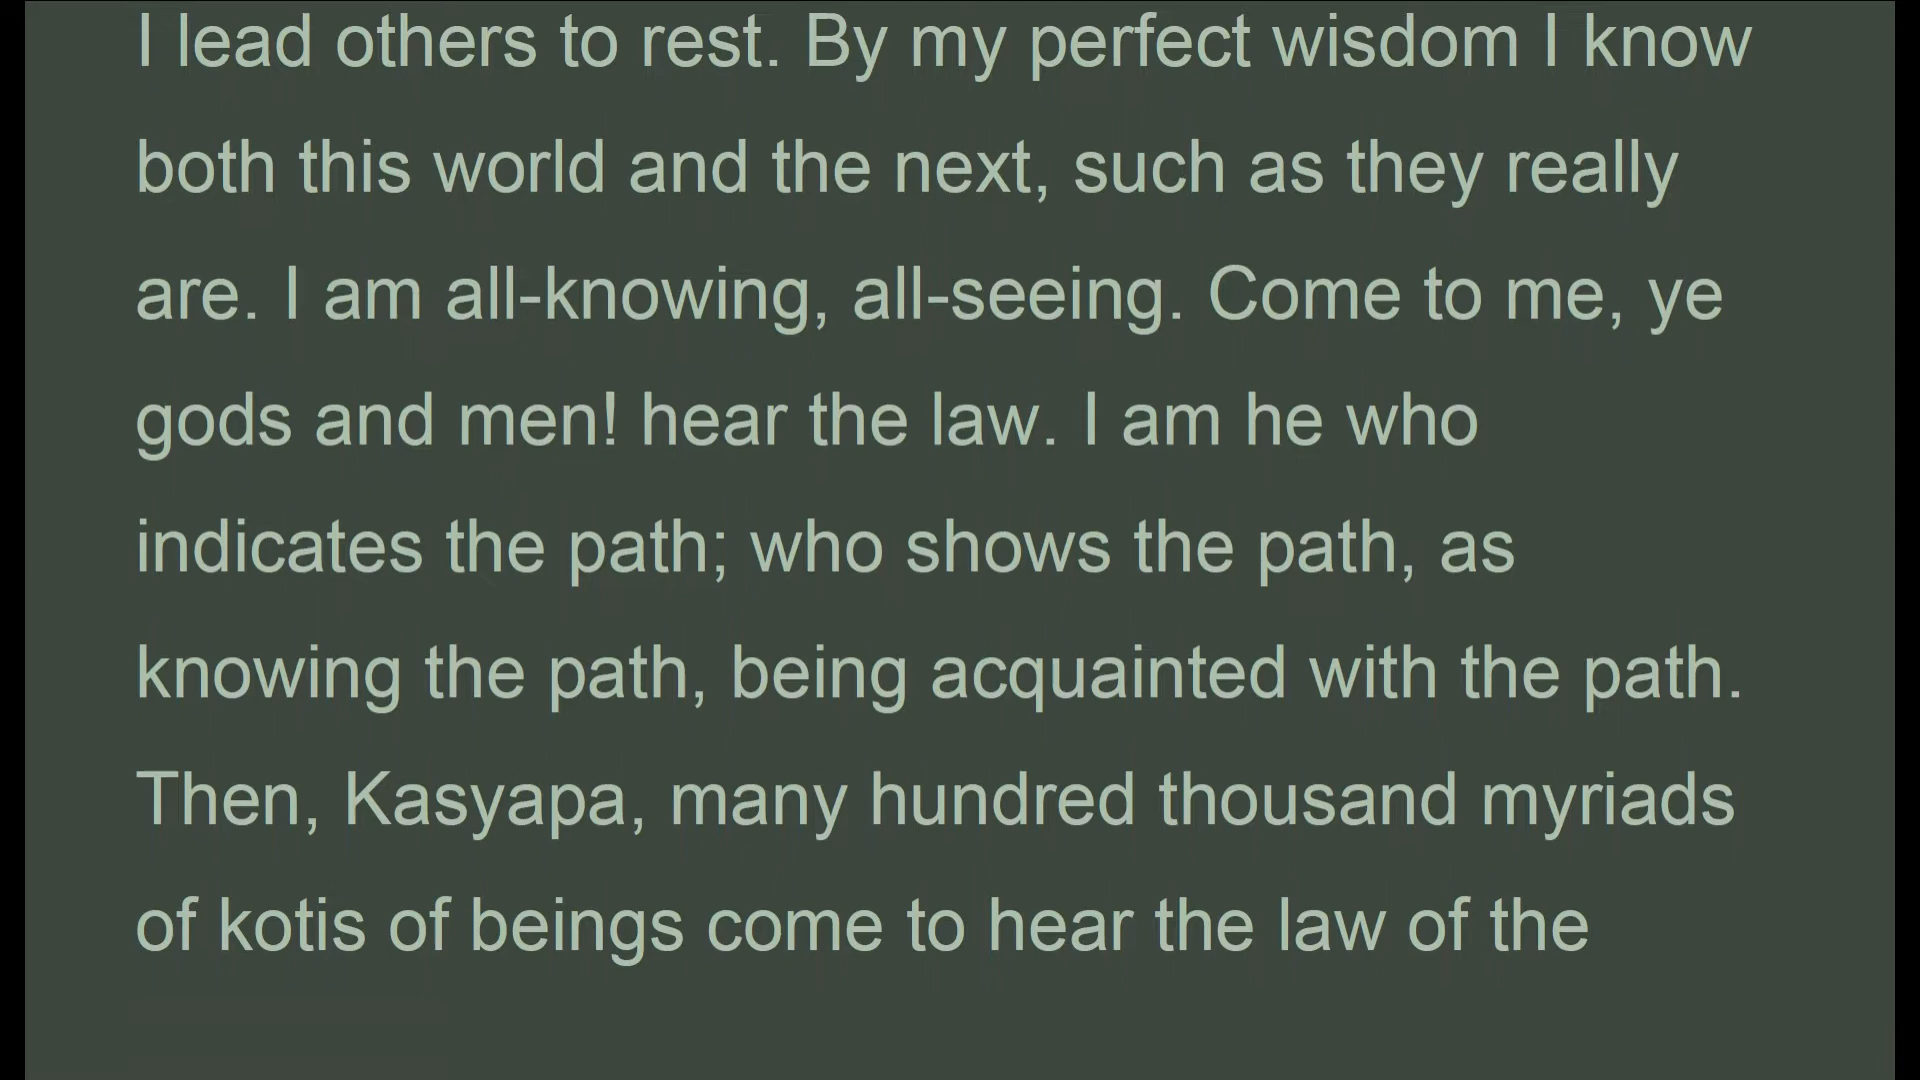 I lead others to rest. By my perfect wisdom I know
both this world and the next, such as they really
are. I am all-knowing, all-seeing. Come to me, ye
gods and men! hear the law. I am he who
indicates the path; who shows the path, as
knowing the path, being acquainted with the path.
Then, Kasyapa, many hundred thousand myriads
of kotis of beings come to hear the law of the